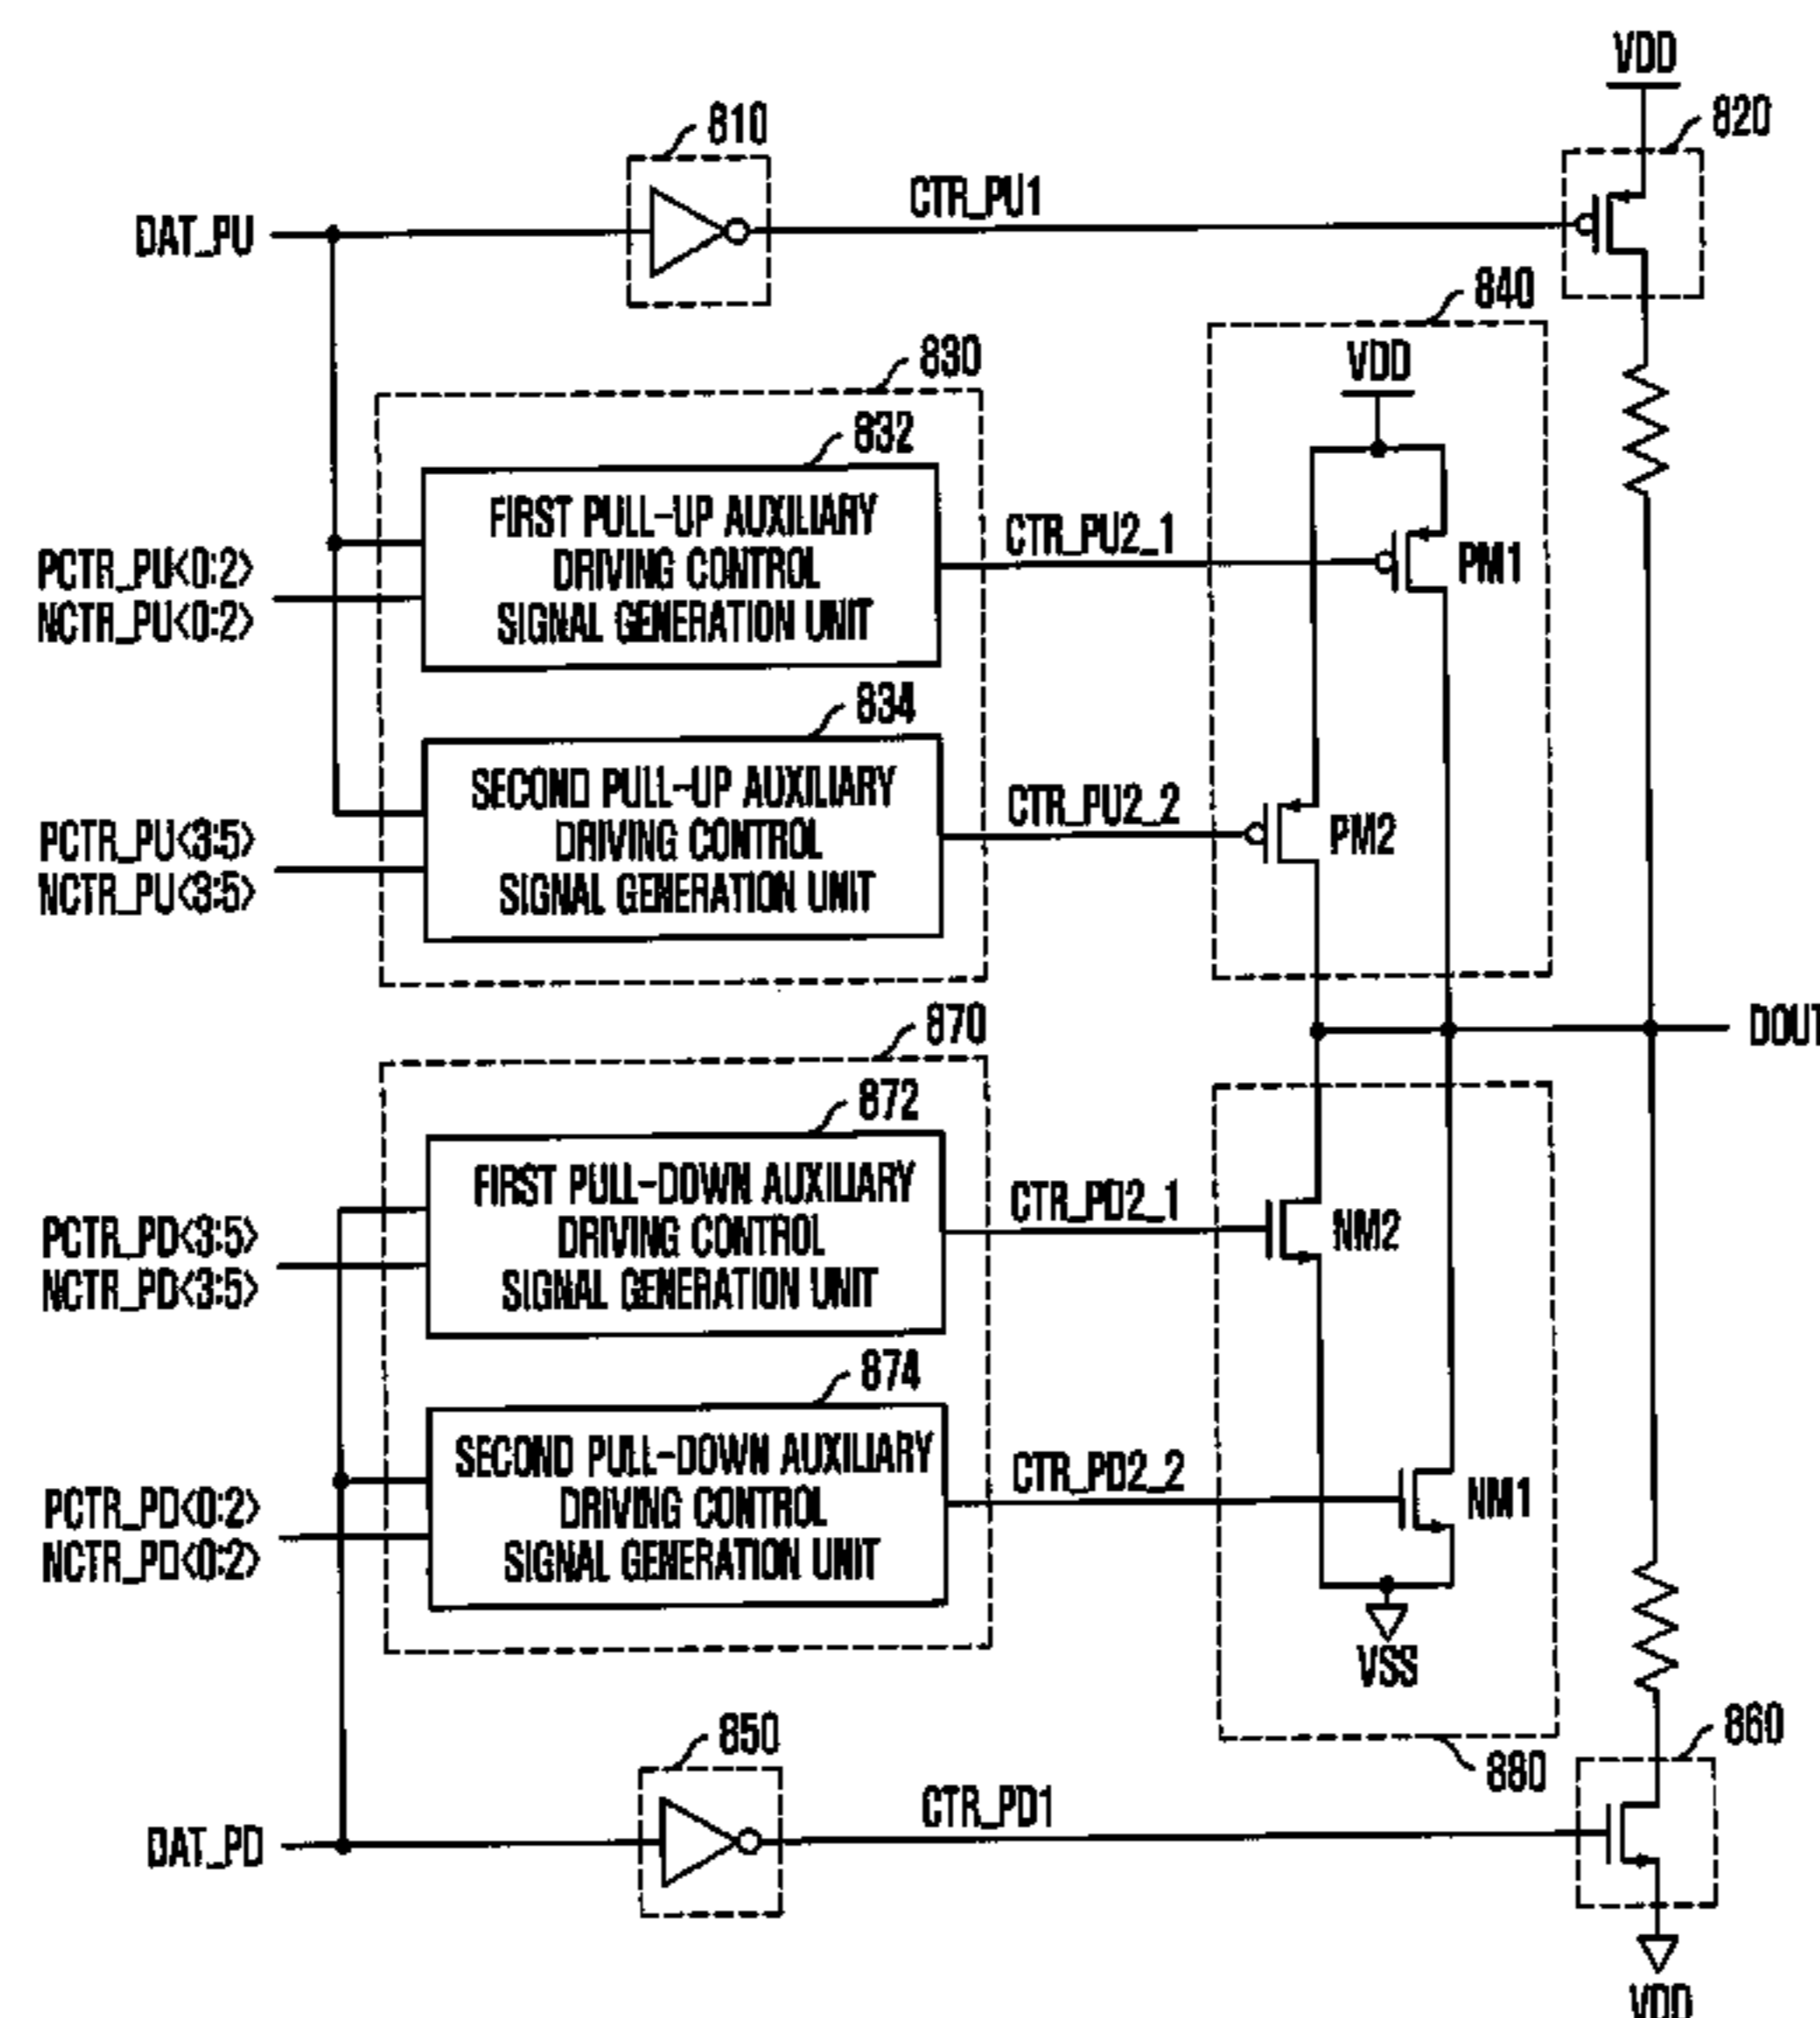 VDD
820
810
CTR_PU1
DAT_PU
840
VDD
830
832
FIRST PULL-UP AUXILIARY
DRIVING CONTROL
SIGNAL GENERATION UNIT
PCTR_PU<0:2>
NCTR_PU<0:2>
CTR_PU2_1
PM1
834
SECOND PULL-UP AUXILIARY
DRIVING CONTROL
SIGNAL GENERATION UNIT
PCTR_PU<3:5>
NCTR_PU<3:5>
CTR_PU2_2
PM2
DOUT
870
872
FIRST PULL-DOWN AUXILIARY
DRIVING CONTROL
SIGNAL GENERATION UNIT
PCTR_PD<3:5>
NCTR_PD<3:5>
CTR_PD2_1
NM2
874
SECOND PULL-DOWN AUXILIARY
DRIVING CONTROL
SIGNAL GENERATION UNIT
PCTR_PD<0:2>
NCTR_PD<0:2>
CTR_PD2_2
NM1
VSS
880
850
860
CTR_PD1
DAT_PD
VDD